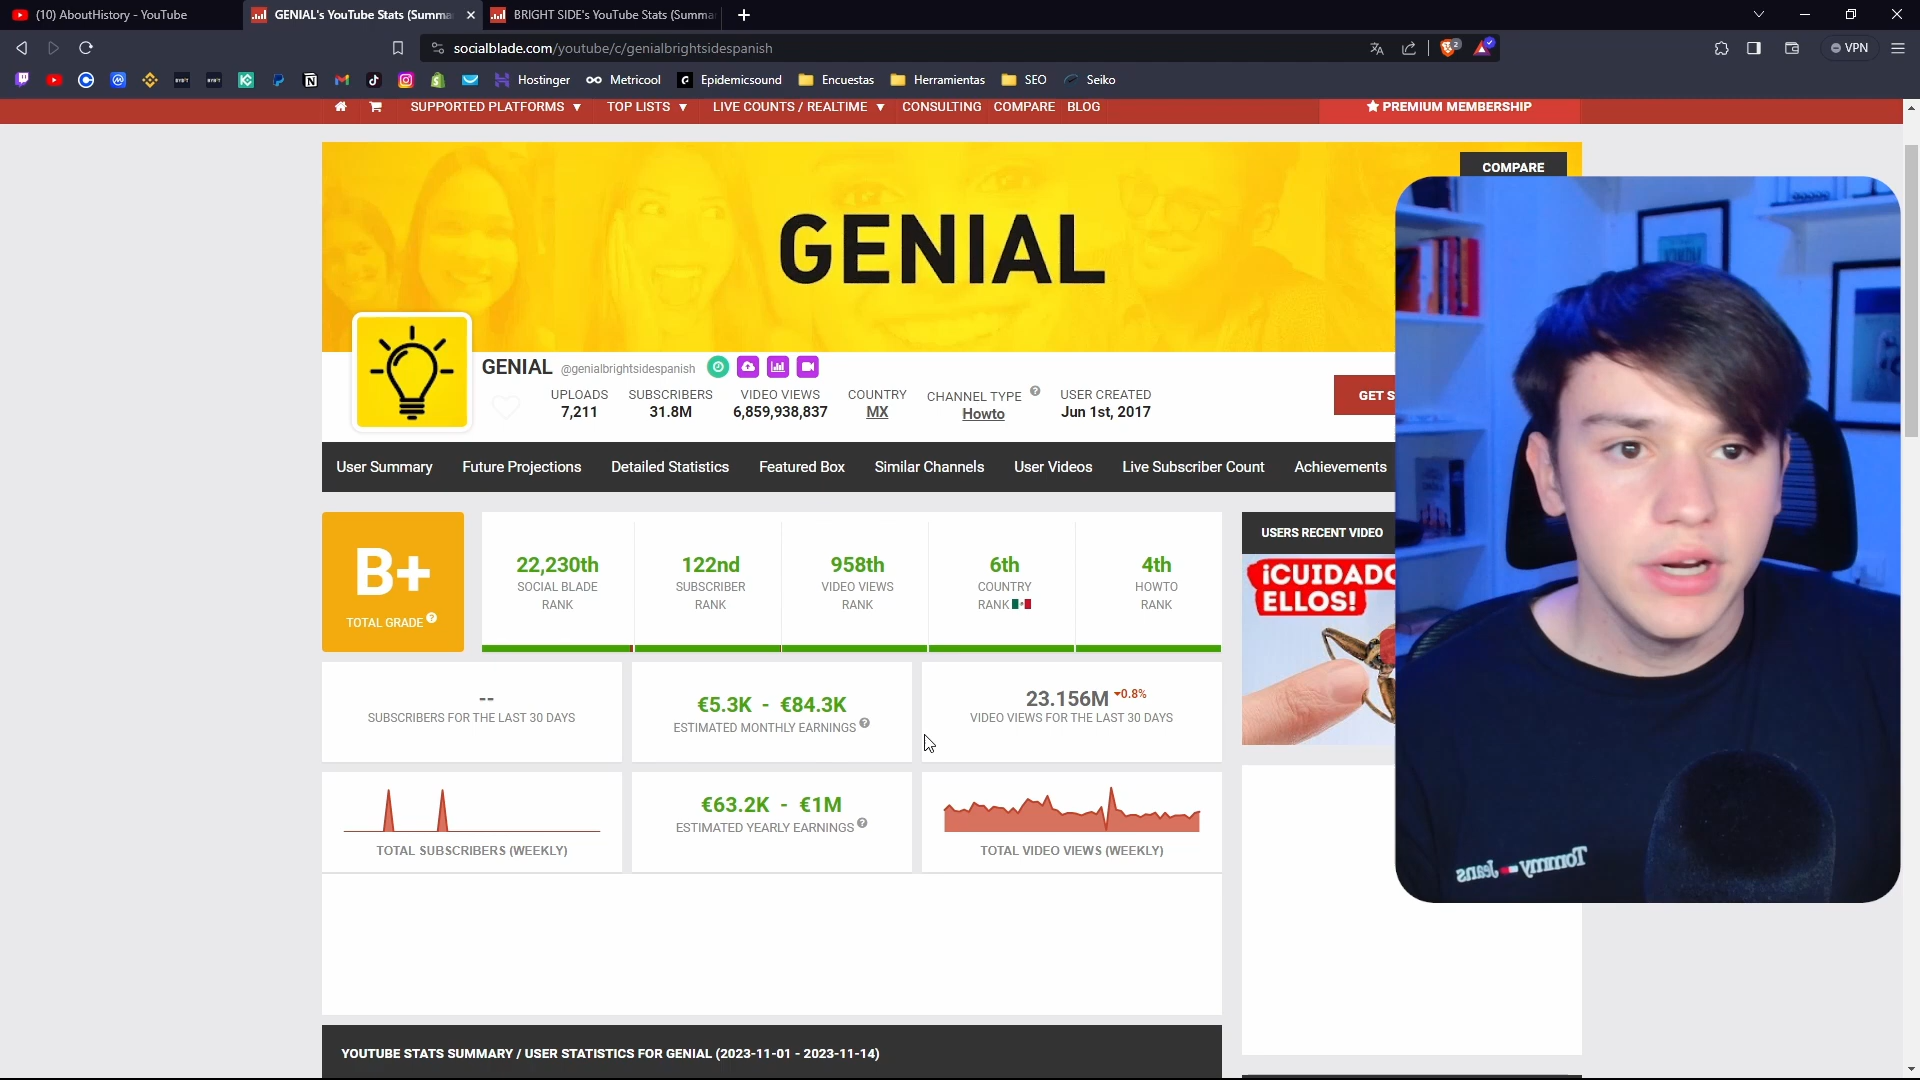 (10) AboutHistory - YouTube
GENIAL's YouTube Stats (Summa
BRIGHT SIDE's YouTube Stats (Summa
socialblade.com/youtube/c/genialbrightsidespanish
2
VPN
Hostinger
Metricool
Epidemicsound
Encuestas
Herramientas
SEO
Seiko
SUPPORTED PLATFORMS
TOP LISTS
LIVE COUNTS / REALTIME
CONSULTING
COMPARE
BLOG
PREMIUM MEMBERSHIP
COMPARE
GENIAL
GENIAL @genialbrightsidespanish
UPLOADS
7,211
SUBSCRIBERS
31.8M
VIDEO VIEWS
6,859,938,837
COUNTRY
MX
CHANNEL TYPE
Howto
USER CREATED
Jun 1st, 2017
GET S
User Summary
Future Projections
Detailed Statistics
Featured Box
Similar Channels
User Videos
Live Subscriber Count
Achievements
B+
TOTAL GRADE
22,230th
SOCIAL BLADE
RANK
122nd
SUBSCRIBER
RANK
958th
VIDEO VIEWS
RANK
6th
COUNTRY
RANK
4th
HOWTO
RANK
USERS RECENT VIDEO
¡CUIDADO
ELLOS!
--
SUBSCRIBERS FOR THE LAST 30 DAYS
€5.3K - €84.3K
ESTIMATED MONTHLY EARNINGS
23.156M 0.8%
VIDEO VIEWS FOR THE LAST 30 DAYS
TOTAL SUBSCRIBERS (WEEKLY)
€63.2K - €1M
ESTIMATED YEARLY EARNINGS
TOTAL VIDEO VIEWS (WEEKLY)
Tommy Jeans
YOUTUBE STATS SUMMARY / USER STATISTICS FOR GENIAL (2023-11-01 - 2023-11-14)